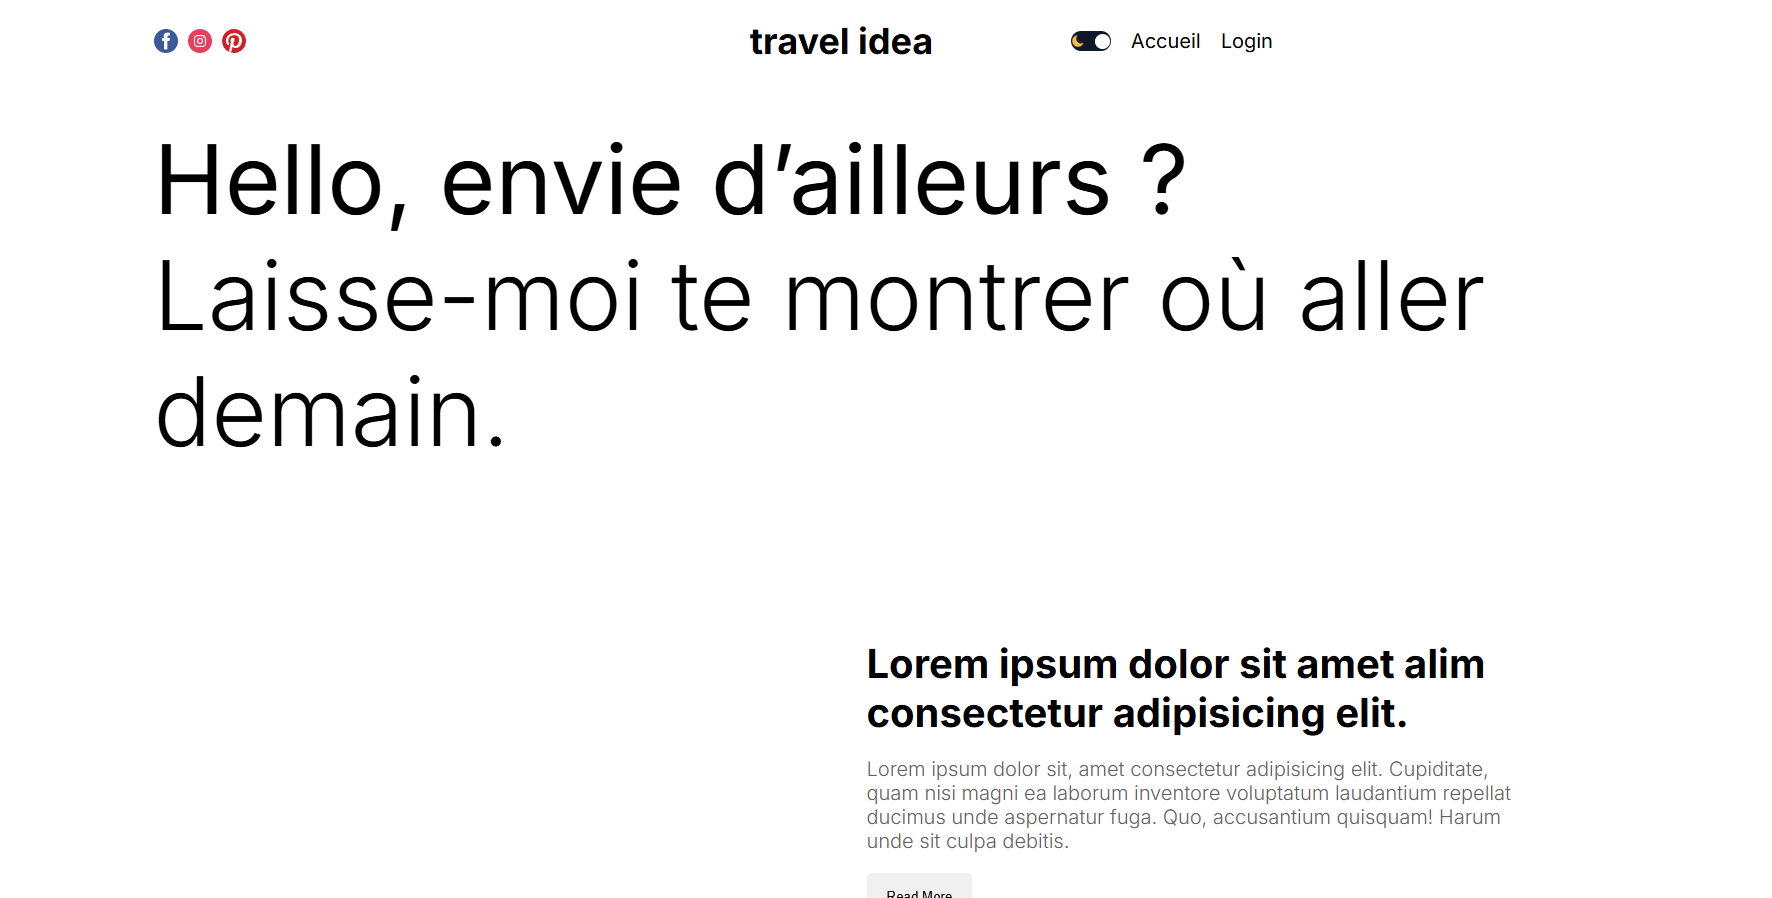 travel idea
Accueil
Login
Hello, envie d’ailleurs ?
Laisse-moi te montrer où aller
demain.
Lorem ipsum dolor sit amet alim
consectetur adipisicing elit.
Lorem ipsum dolor sit, amet consectetur adipisicing elit. Cupiditate,
quam nisi magni ea laborum inventore voluptatum laudantium repellat
ducimus unde aspernatur fuga. Quo, accusantium quisquam! Harum
unde sit culpa debitis.
Read More